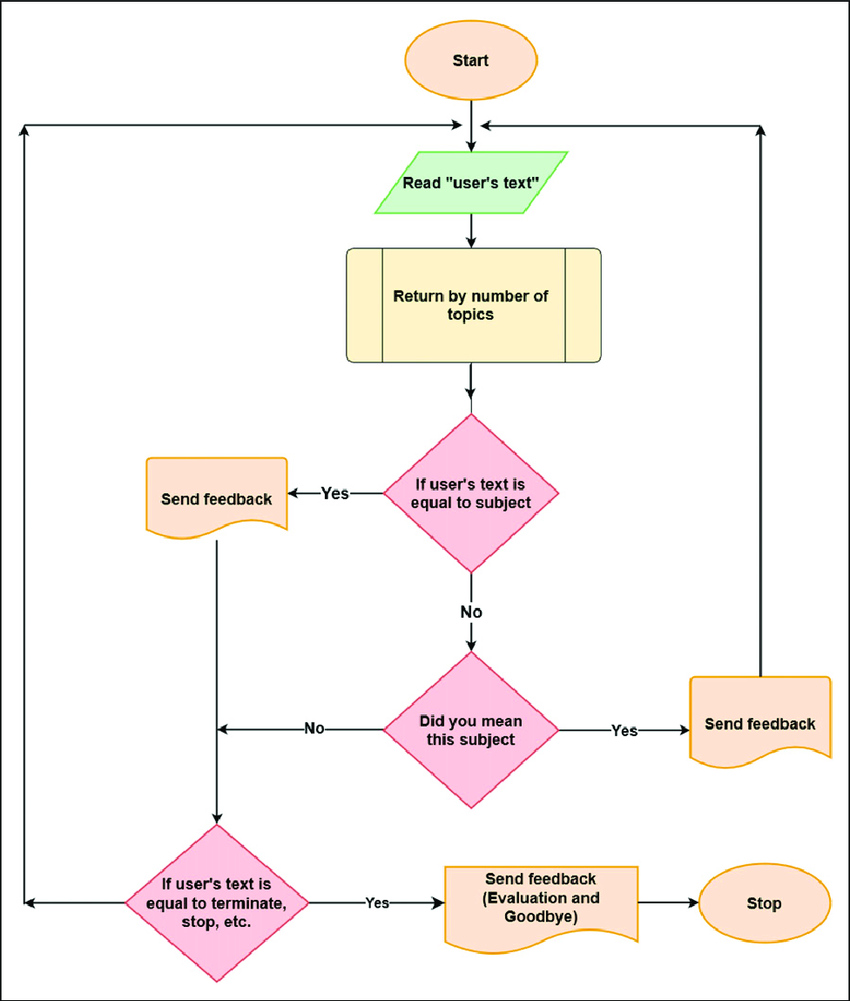 Start
Read "user's text"
Return by number of
topics
If user's text is
equal to subject
Yes
Send feedback
No
Did you mean
this subject
No
Yes
Send feedback
If user's text is
equal to terminate,
stop, etc.
Yes
Send feedback
(Evaluation and
Goodbye)
Stop